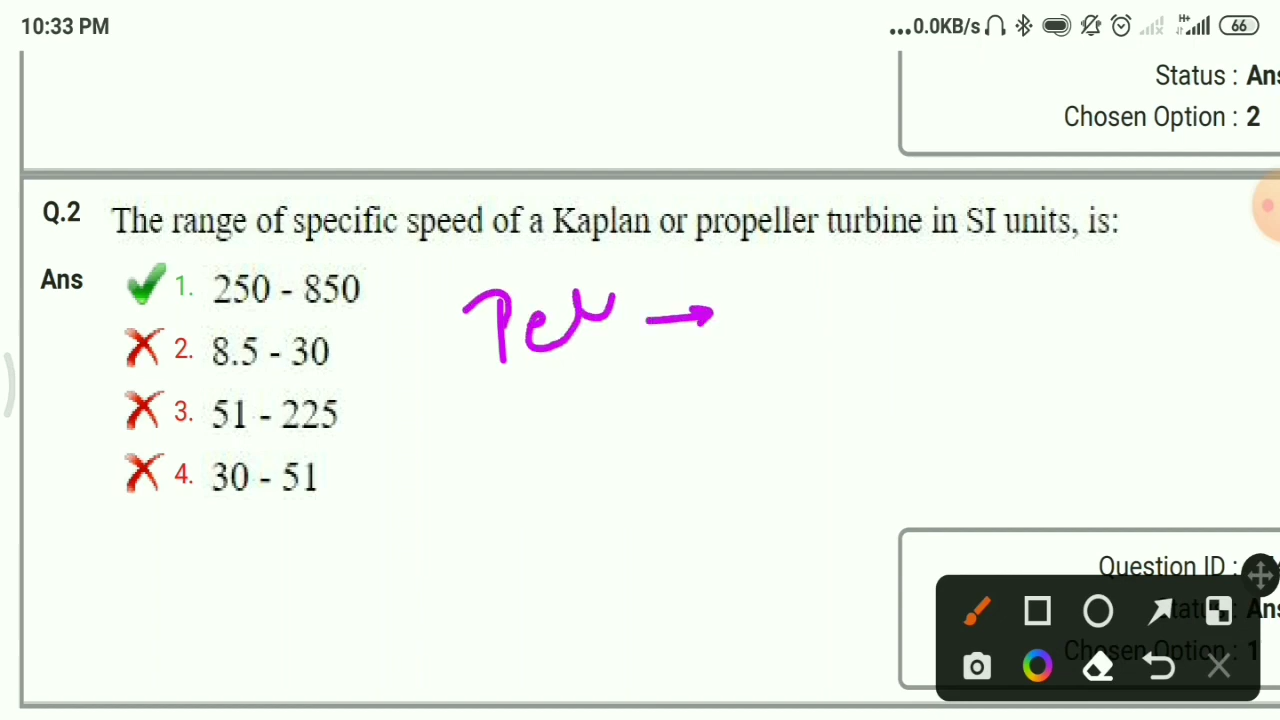 10:33 PM
...0.0KB/s H+ 66
Status : Ans
Chosen Option : 2
Q.2 The range of specific speed of a Kaplan or propeller turbine in SI units, is:
Ans 1. 250 - 850
2. 8.5 - 30
3. 51 - 225
4. 30 - 51
Question ID :
Status : Ans
Chosen Option : 1